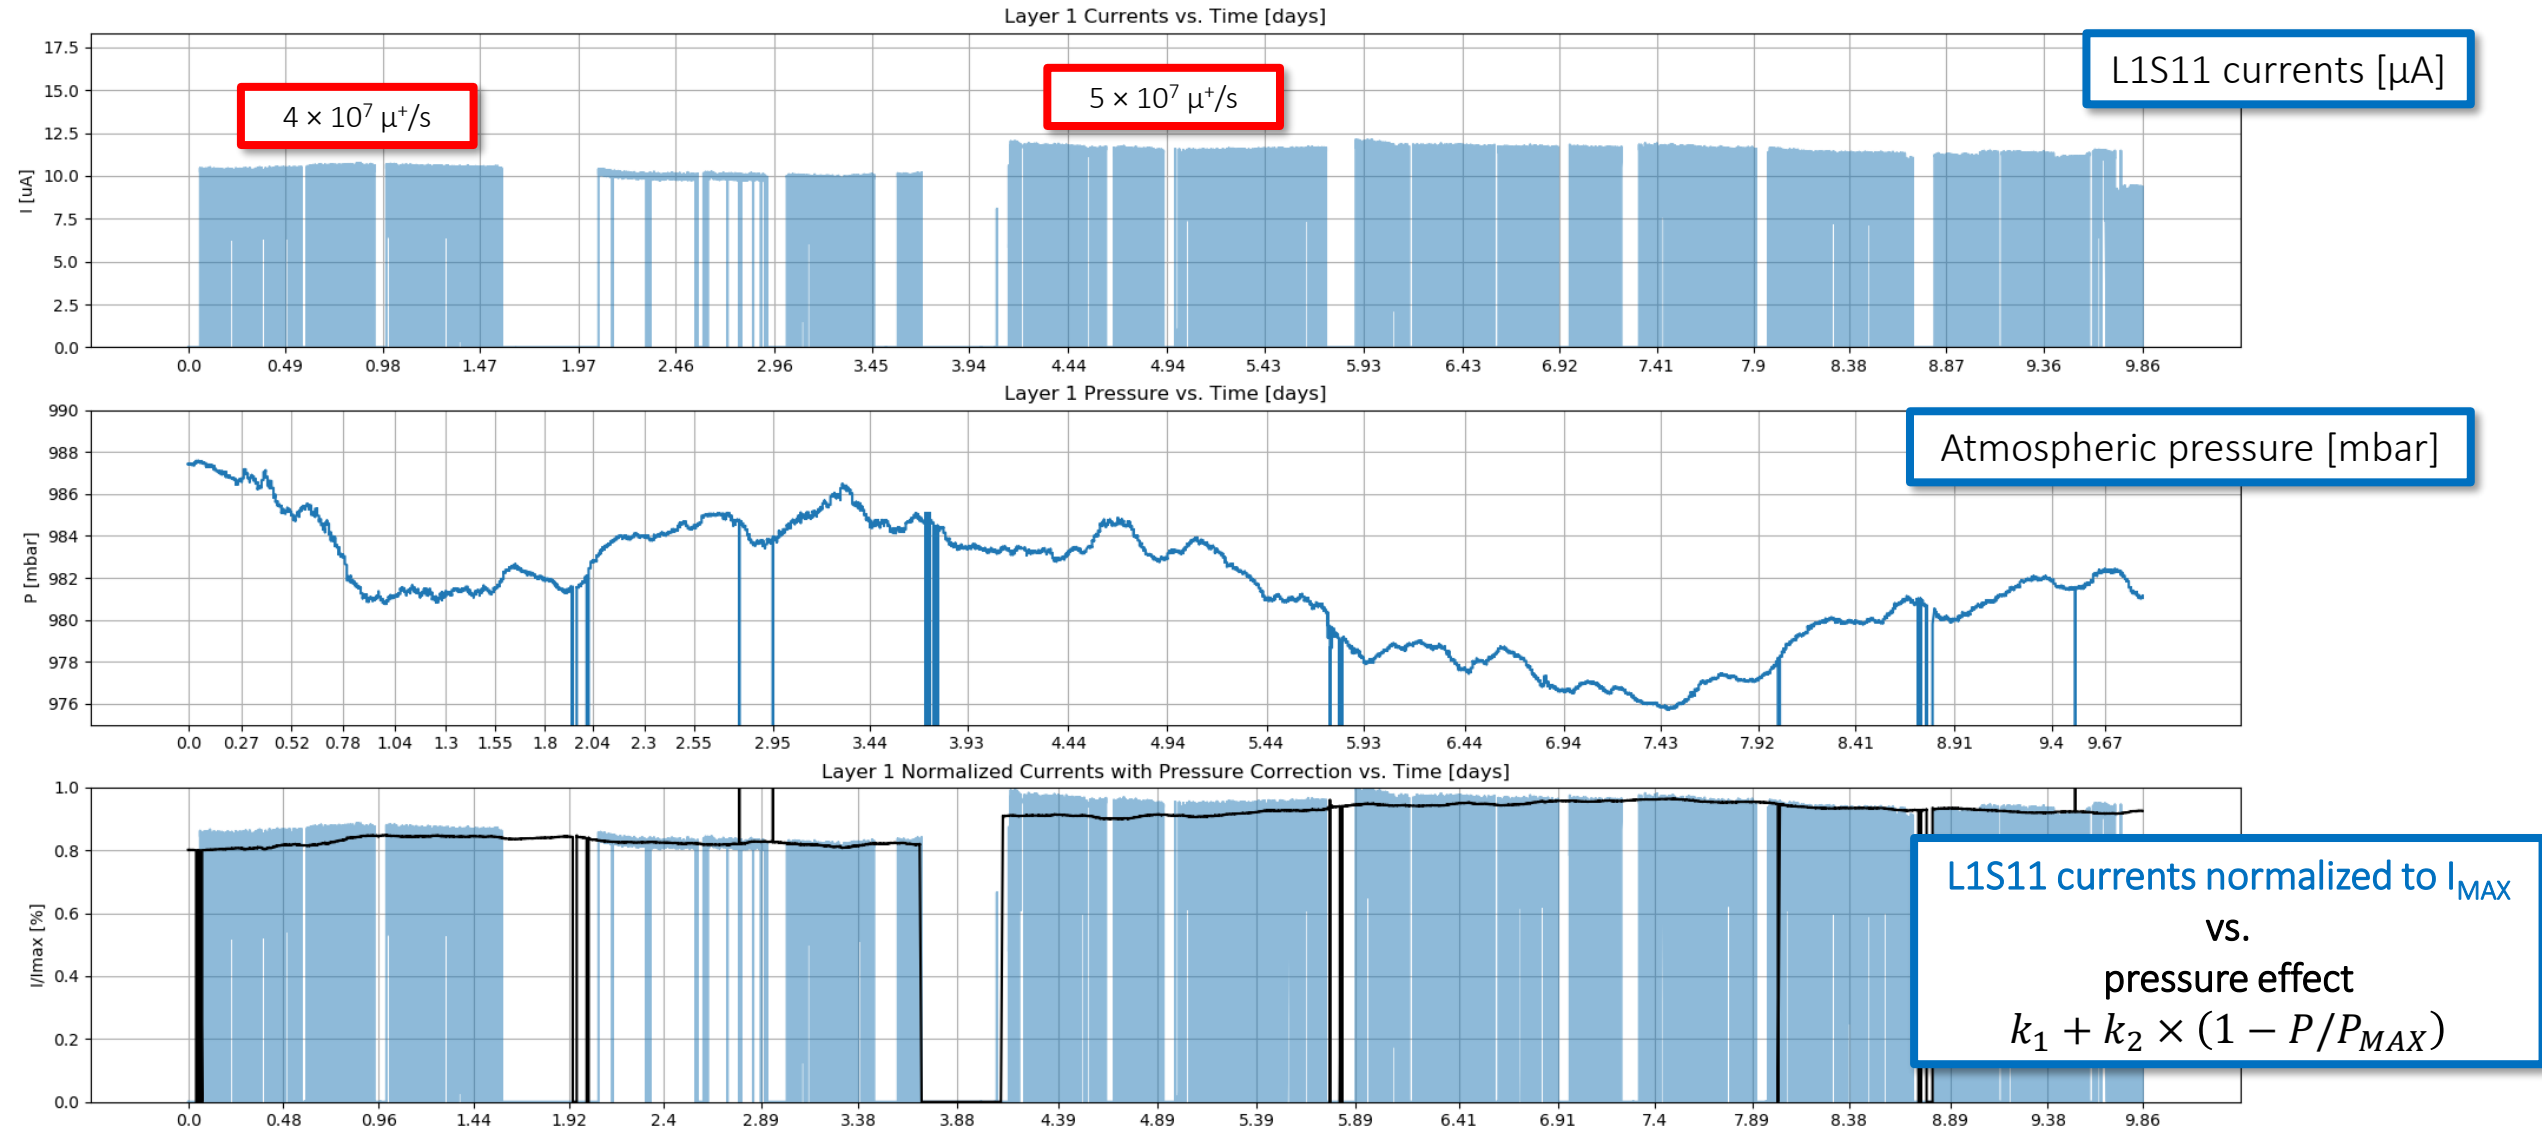 Layer 1 Currents vs. Time [days]
L1S11 currents [μA]
4 × 10⁷ μ⁺/s
5 × 10⁷ μ⁺/s
I [uA]
17.5
15.0
12.5
10.0
7.5
5.0
2.5
0.0
0.0 0.49 0.98 1.47 1.97 2.46 2.96 3.45 3.94 4.44 4.94 5.43 5.93 6.43 6.92 7.41 7.9 8.38 8.87 9.36 9.86
Layer 1 Pressure vs. Time [days]
Atmospheric pressure [mbar]
P [mbar]
990
988
986
984
982
980
978
976
0.0 0.27 0.52 0.78 1.04 1.3 1.55 1.8 2.04 2.3 2.55 2.95 3.44 3.93 4.44 4.94 5.44 5.93 6.44 6.94 7.43 7.92 8.41 8.91 9.4 9.67
Layer 1 Normalized Currents with Pressure Correction vs. Time [days]
I/Imax [%]
1.0
0.8
0.6
0.4
0.2
0.0
0.0 0.48 0.96 1.44 1.92 2.4 2.89 3.38 3.88 4.39 4.89 5.39 5.89 6.41 6.91 7.4 7.89 8.38 8.89 9.38 9.86
L1S11 currents normalized to I_MAX
vs.
pressure effect
k₁ + k₂ × (1 − P/P_MAX)